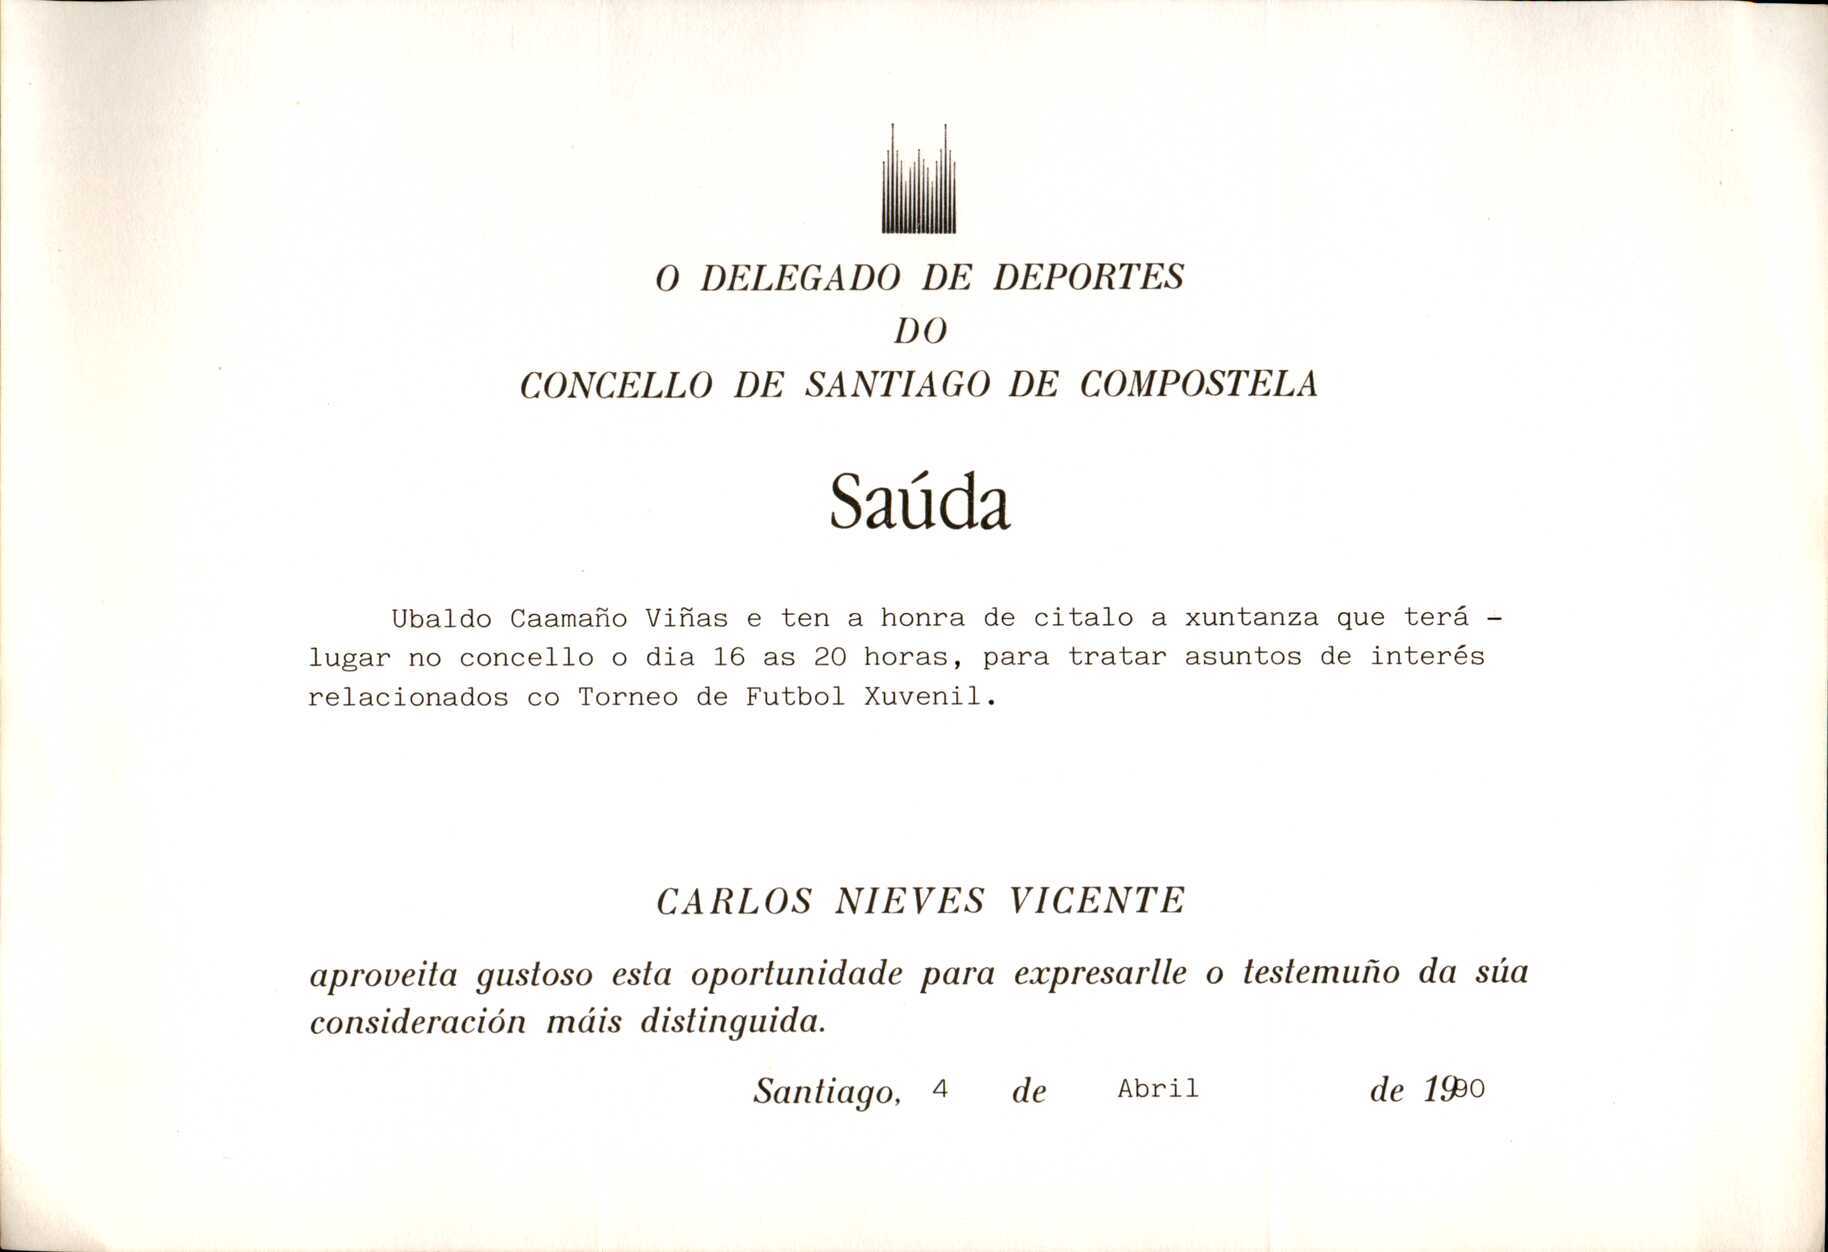 O DELEGADO DE DEPORTES
DO
CONCELLO DE SANTIAGO DE COMPOSTELA
Saúda
Ubaldo Caamaño Viñas e ten a honra de citalo a xuntanza que terá -
lugar no concello o dia 16 as 20 horas, para tratar asuntos de interés
relacionados co Torneo de Futbol Xuvenil.
CARLOS NIEVES VICENTE
aproveita gustoso esta oportunidade para expresarlle o testemuño da súa
consideración máis distinguida.
Santiago, 4 de Abril de 1990